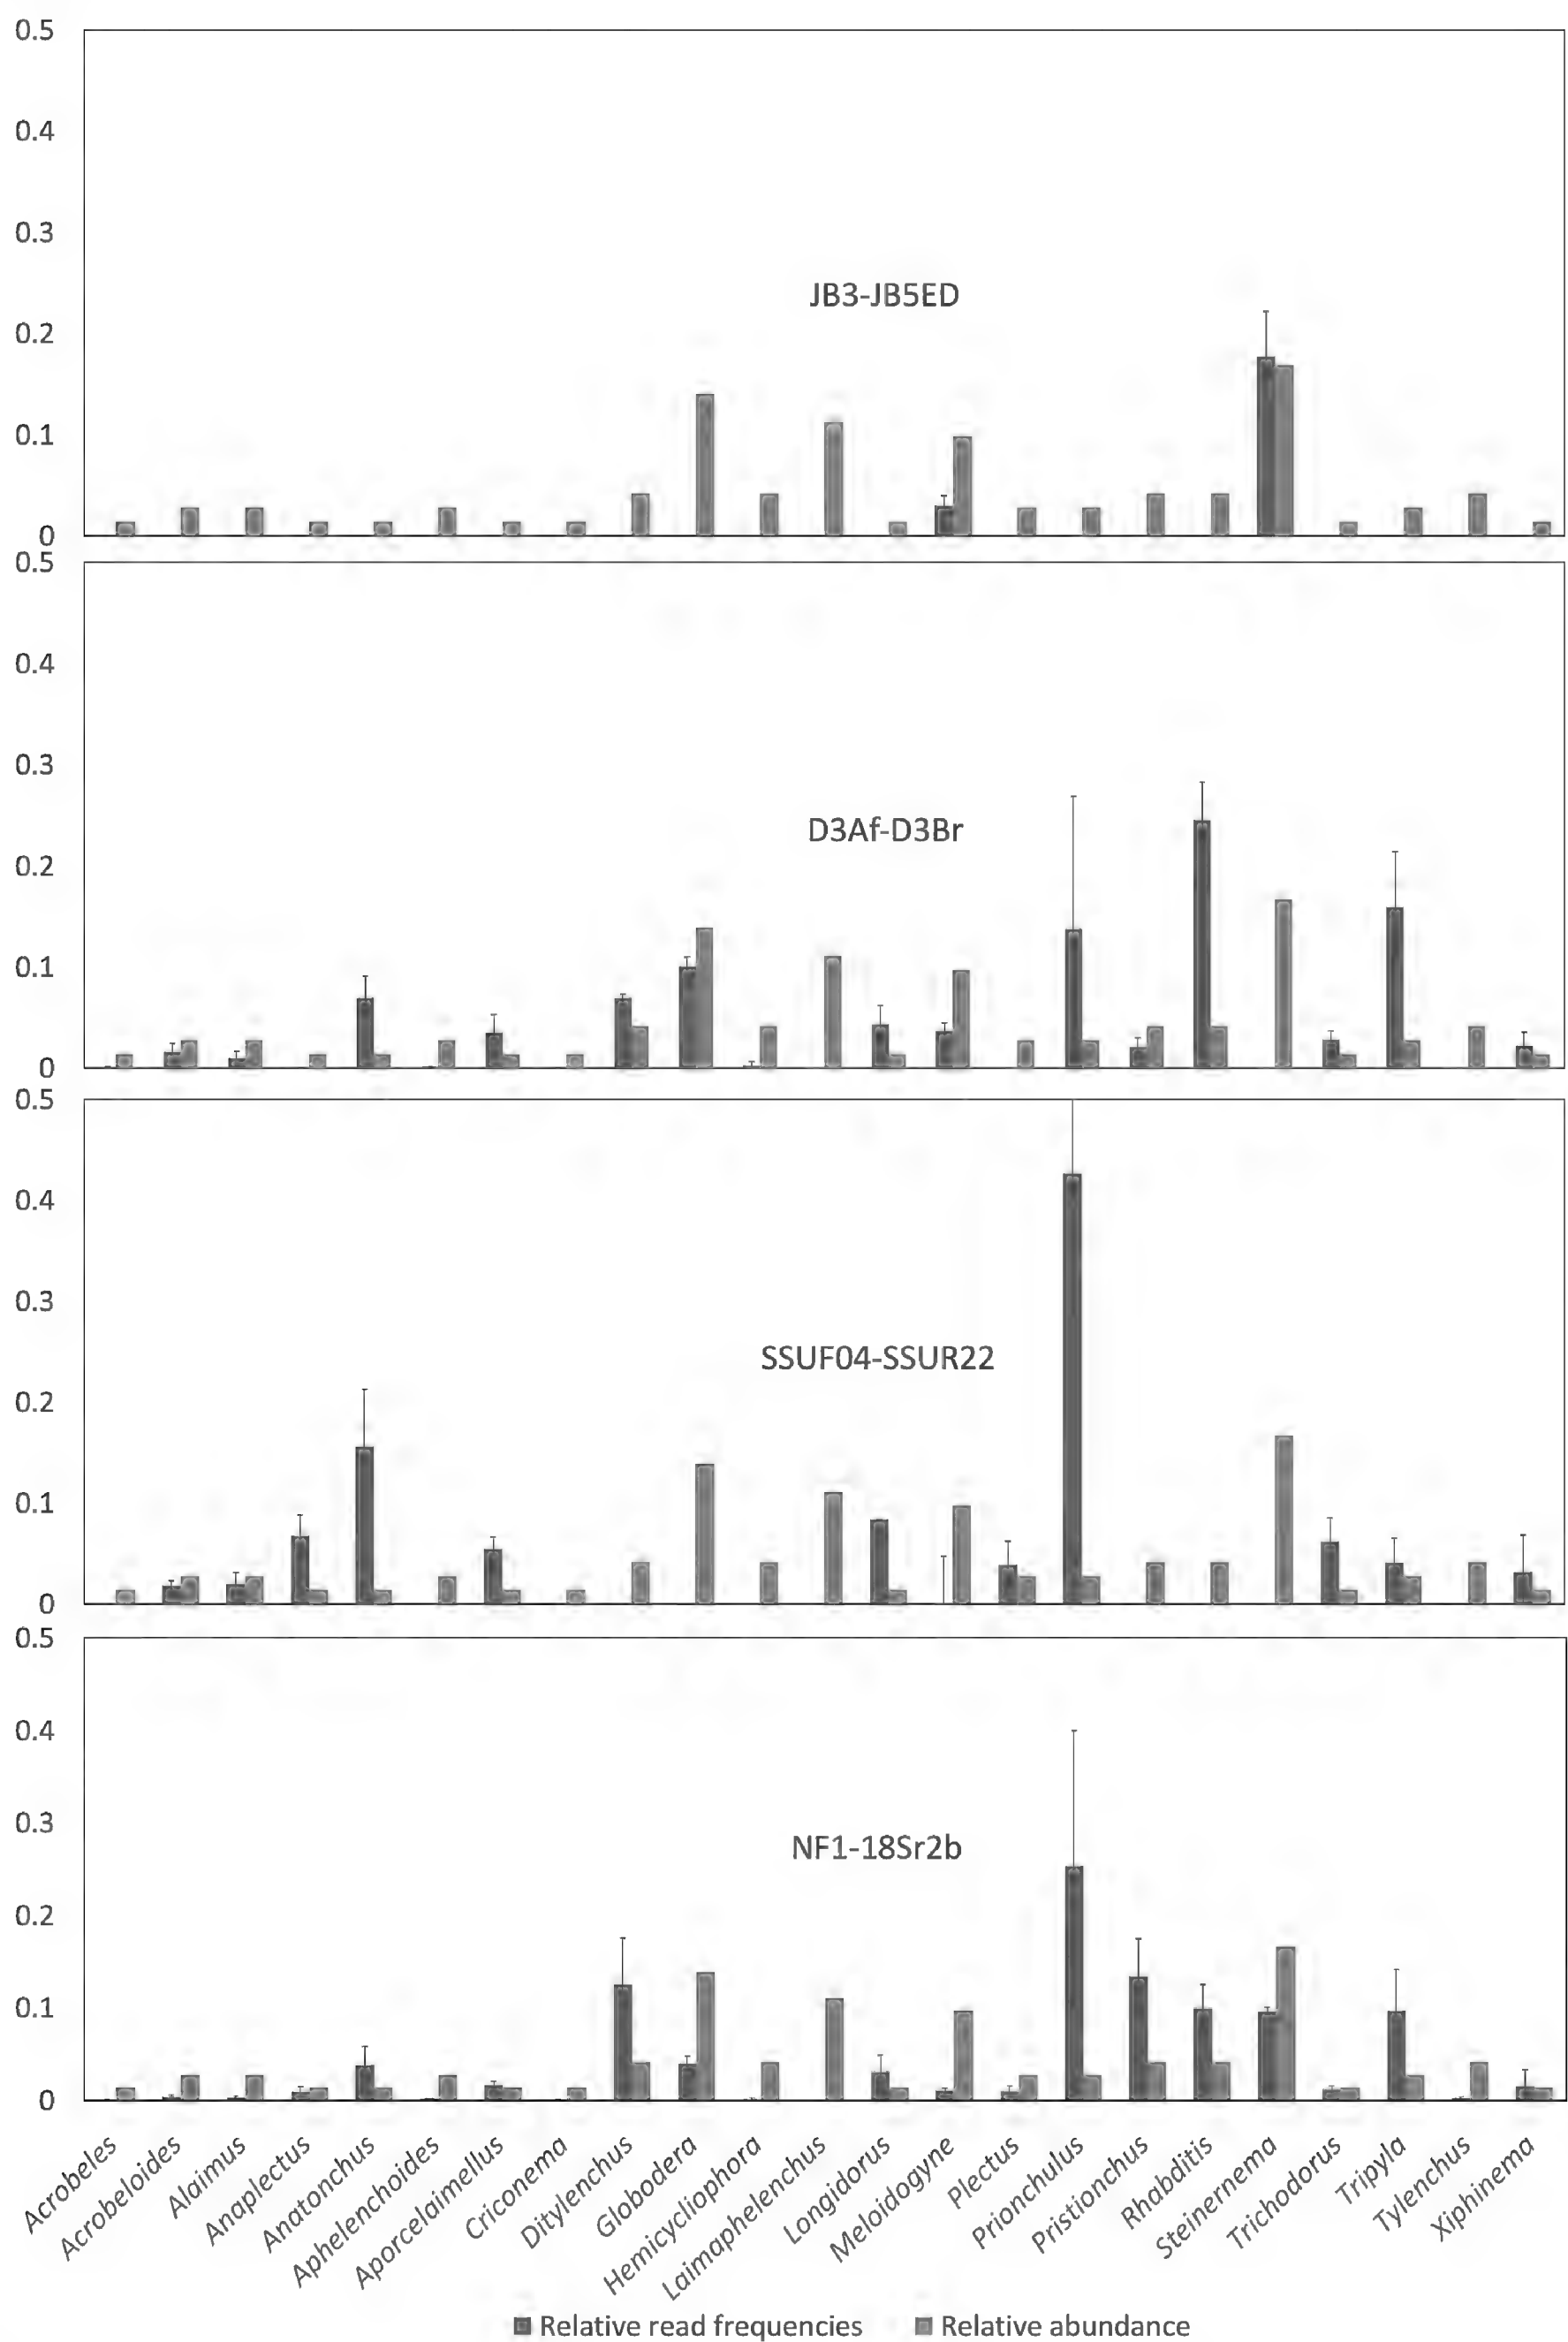 0.5
0.4
0.3
JB3-JB5ED
0.2
0.1
0
0.5
0.4
0.3
D3Af-D3Br
0.2
0.1
0
0.5
0.4
0.3
SSUF04-SSUR22
0.2
0.1
0
0.5
0.4
0.3
NF1-18Sr2b
0.2
0.1
0
Acrobeles
Acrobeloides
Alaimus
Anaplectus
Anatonchus
Aphelenchoides
Aporcelaimellus
Criconema
Ditylenchus
Globodera
Hemicycliophora
Laimaphelenchus
Longidorus
Meloidogyne
Plectus
Prionchulus
Pristionchus
Rhabditis
Steinernema
Trichodorus
Tripyla
Tylenchus
Xiphinema
Relative read frequencies Relative abundance